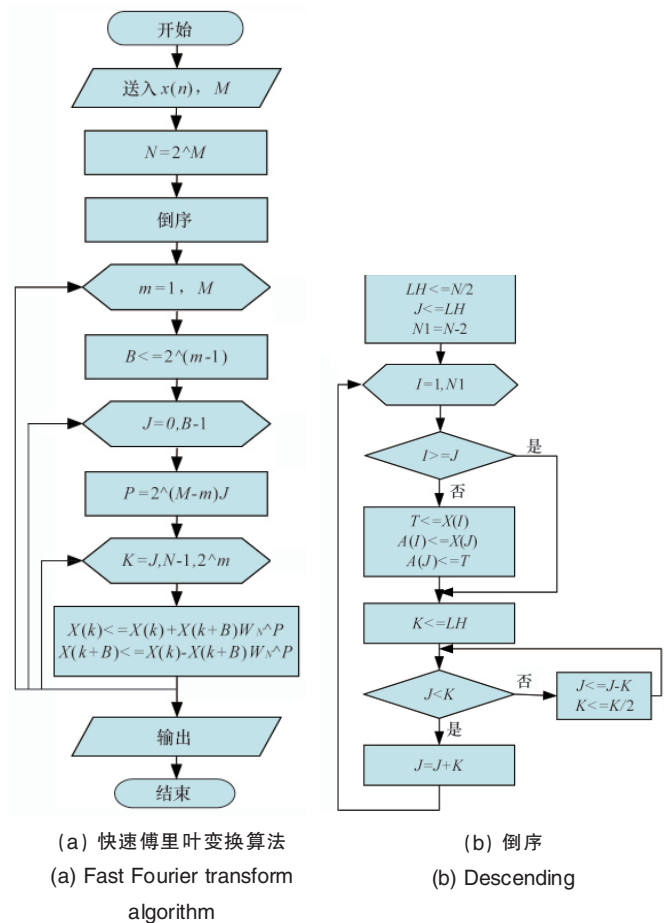 开始
送入 x(n)，M
N=2^M
倒序
m=1，M
B<=2^(m-1)
J=0,B-1
P=2^(M-m)J
K=J,N-1,2^m
X(k)<=X(k)+X(k+B)W_N^P
X(k+B)<=X(k)-X(k+B)W_N^P
输出
结束
(a) 快速傅里叶变换算法
(a) Fast Fourier transform
algorithm
LH<=N/2
J<=LH
N1=N-2
I=1,N1
I>=J
是
否
T<=X(I)
A(I)<=X(J)
A(J)<=T
K<=LH
J<K
否
J<=J-K
K<=K/2
是
J=J+K
(b) 倒序
(b) Descending